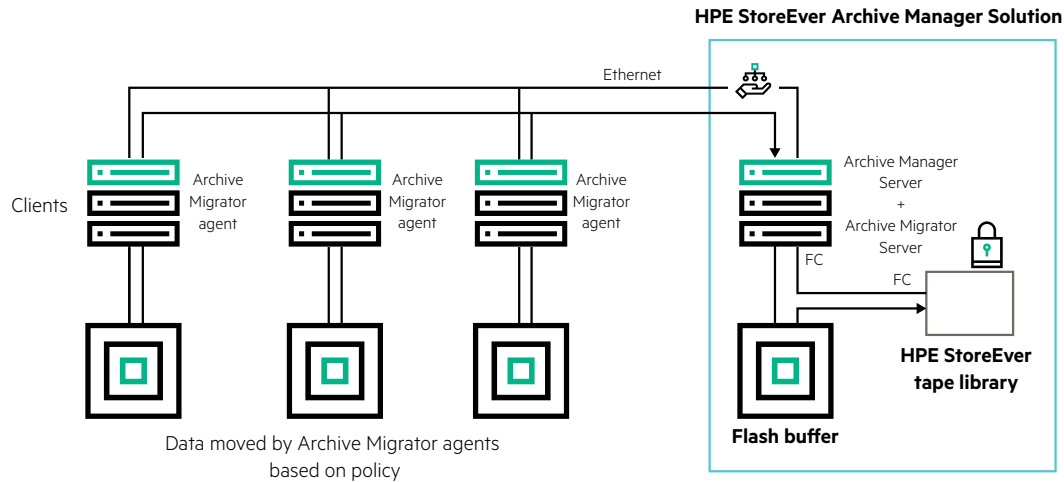 HPE StoreEver Archive Manager Solution
Ethernet
Clients
Archive
Migrator
agent
Archive
Migrator
agent
Archive
Migrator
agent
Archive Manager
Server
+
Archive Migrator
Server
FC
FC
HPE StoreEver
tape library
Flash buffer
Data moved by Archive Migrator agents
based on policy